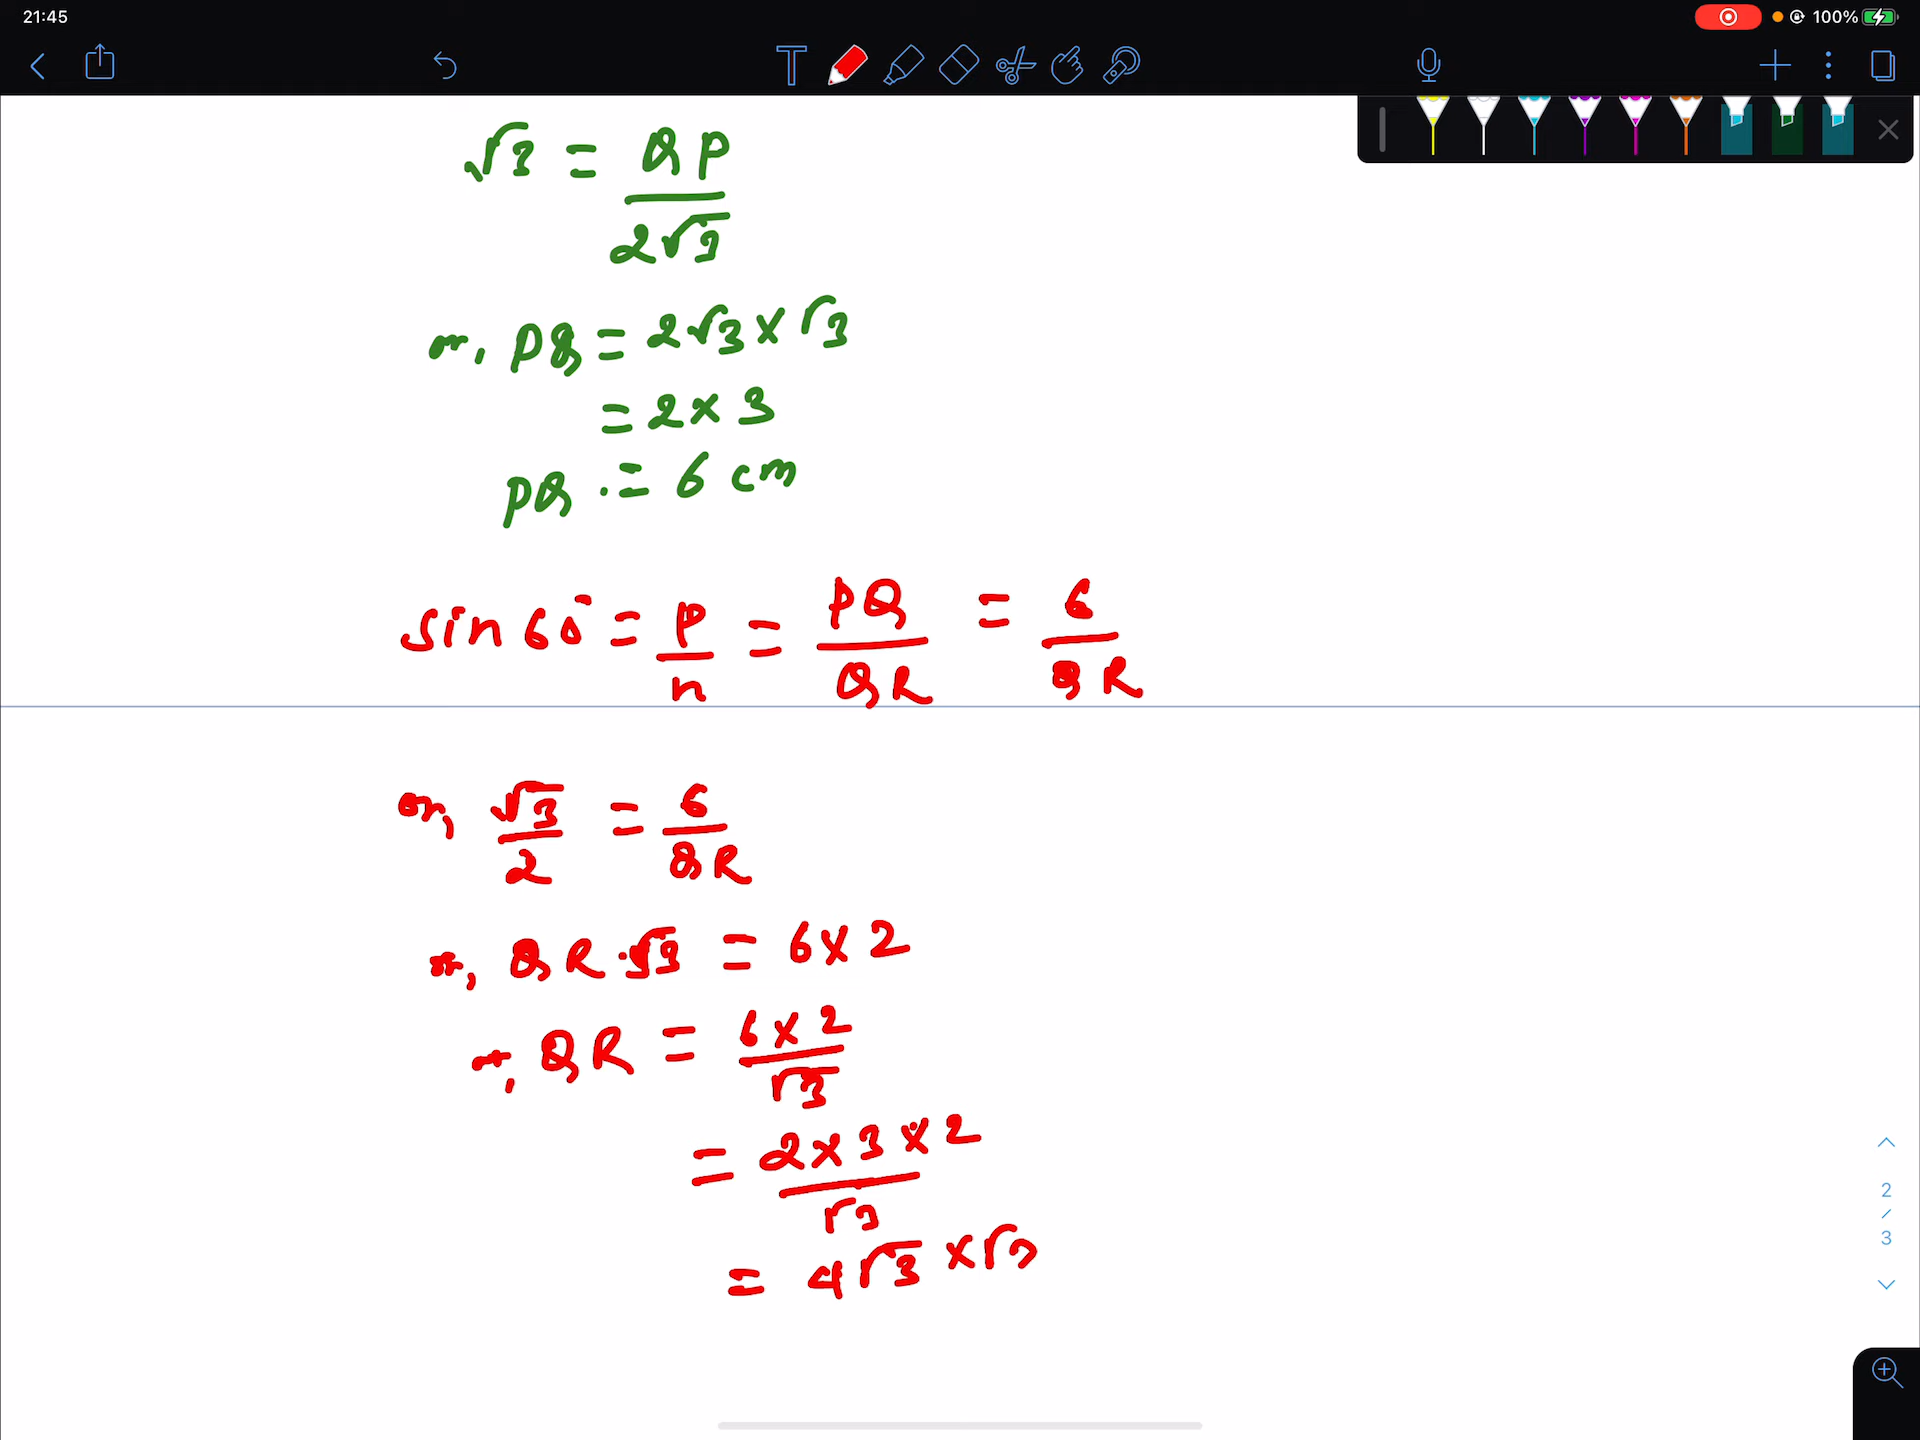 21:45
100%
√3 = QP / 2√3
or, PQ = 2√3 × √3
= 2 × 3
PQ .= 6 cm
sin 60° = p/h = PQ/QR = 6/QR
or, √3/2 = 6/QR
or, QR.√3 = 6 × 2
or, QR = 6 × 2 / √3
= 2 × 3 × 2 / √3
= 4√3 × √3
2
/
3